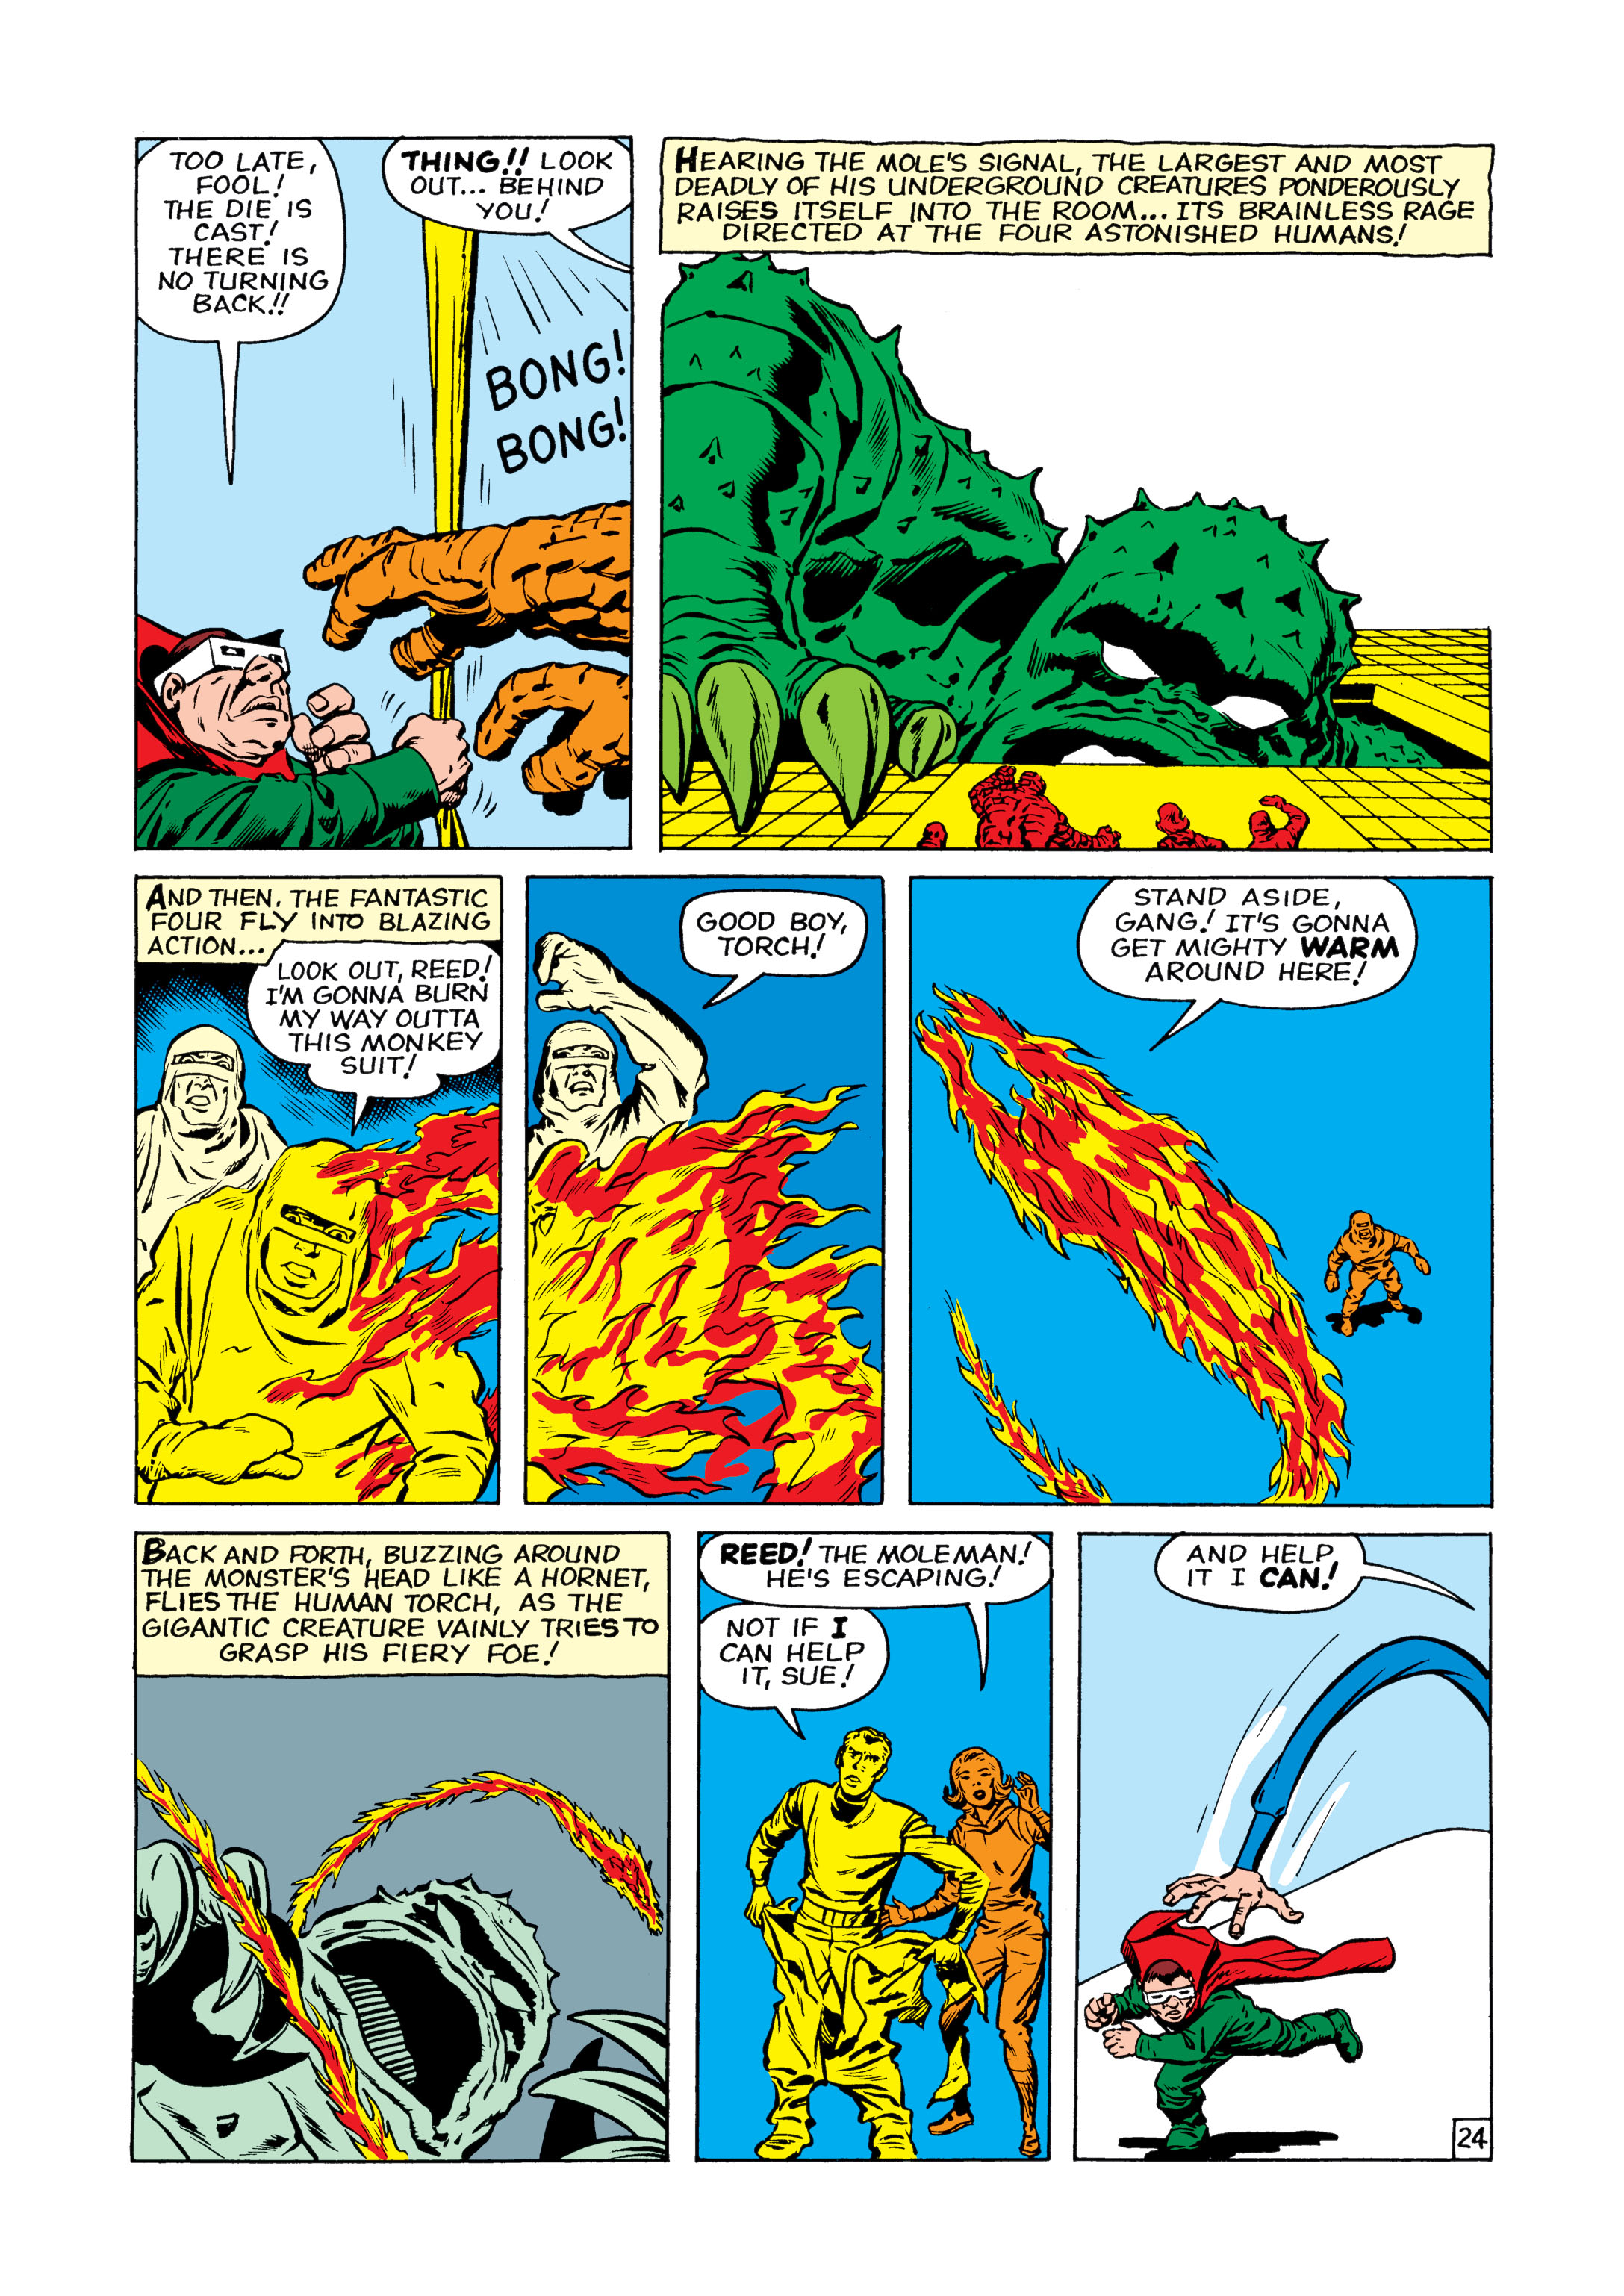 TOO LATE,
FOOL!
THE DIE IS
CAST!
THERE IS
NO TURNING
BACK!!
THING!! LOOK
OUT... BEHIND
YOU!
BONG!
BONG!
HEARING THE MOLE'S SIGNAL, THE LARGEST AND MOST
DEADLY OF HIS UNDERGROUND CREATURES PONDEROUSLY
RAISES ITSELF INTO THE ROOM... ITS BRAINLESS RAGE
DIRECTED AT THE FOUR ASTONISHED HUMANS!
AND THEN, THE FANTASTIC
FOUR FLY INTO BLAZING
ACTION...
LOOK OUT, REED!
I'M GONNA BURN
MY WAY OUTTA
THIS MONKEY
SUIT!
GOOD BOY,
TORCH!
STAND ASIDE,
GANG! IT'S GONNA
GET MIGHTY WARM
AROUND HERE!
BACK AND FORTH, BUZZING AROUND
THE MONSTER'S HEAD LIKE A HORNET,
FLIES THE HUMAN TORCH, AS THE
GIGANTIC CREATURE VAINLY TRIES TO
GRASP HIS FIERY FOE!
REED! THE MOLE MAN!
HE'S ESCAPING!
NOT IF I
CAN HELP
IT, SUE!
AND HELP
IT I CAN!
24